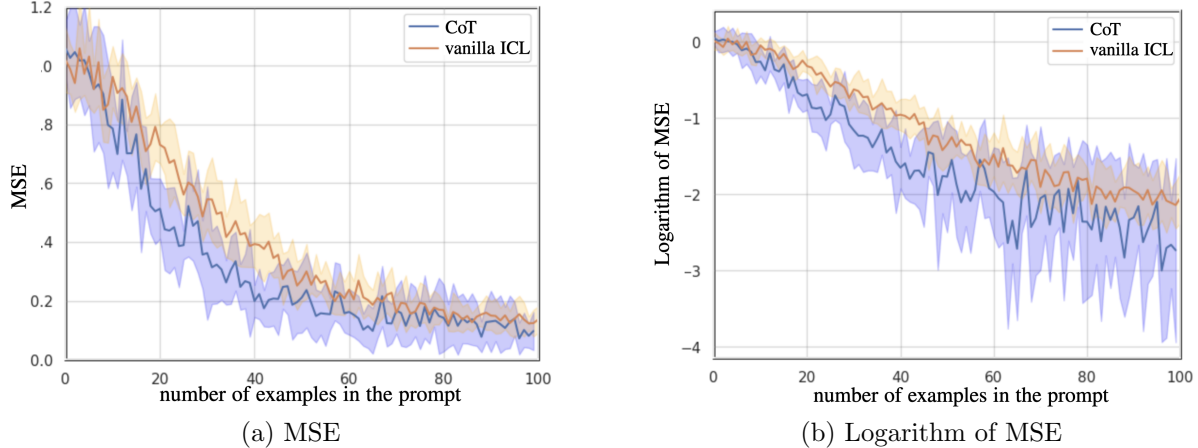 1.2
CoT
vanilla ICL
.0
.8
MSE
.6
.4
0.2
0.0
0
20
40
60
80
100
number of examples in the prompt
(a) MSE
CoT
vanilla ICL
0
−1
Logarithm of MSE
−2
−3
−4
0
20
40
60
80
100
number of examples in the prompt
(b) Logarithm of MSE